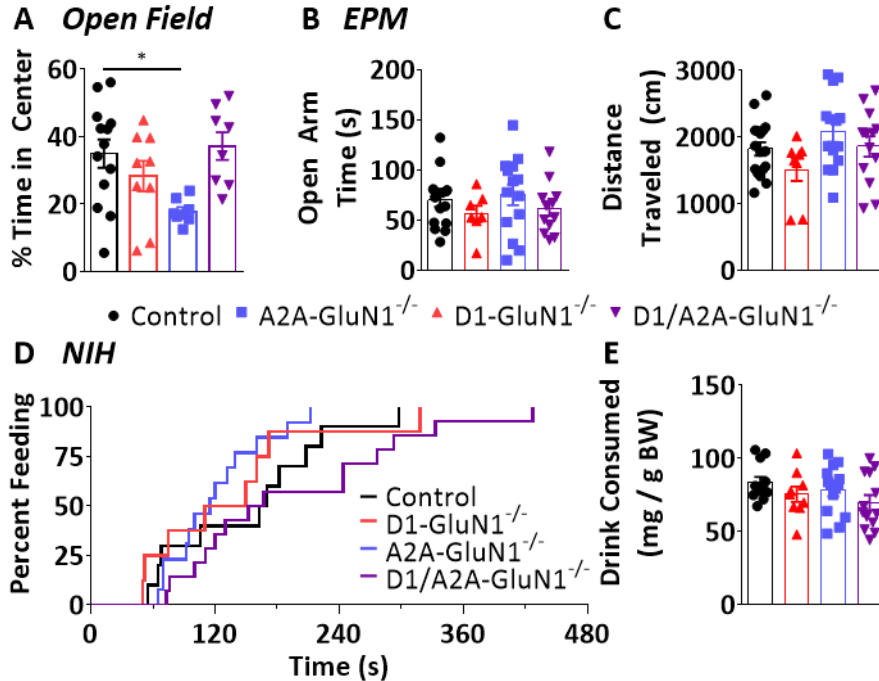 A Open Field
% Time in Center
60
40
20
0
*
B EPM
Open Arm
Time (s)
200
150
100
50
0
C
Distance
Traveled (cm)
3000
2000
1000
0
Control A2A-GluN1-/- D1-GluN1-/- D1/A2A-GluN1-/-
D NIH
Percent Feeding
100
75
50
25
0
0 120 240 360 480
Time (s)
Control
D1-GluN1-/-
A2A-GluN1-/-
D1/A2A-GluN1-/-
E
Drink Consumed
(mg / g BW)
150
100
50
0